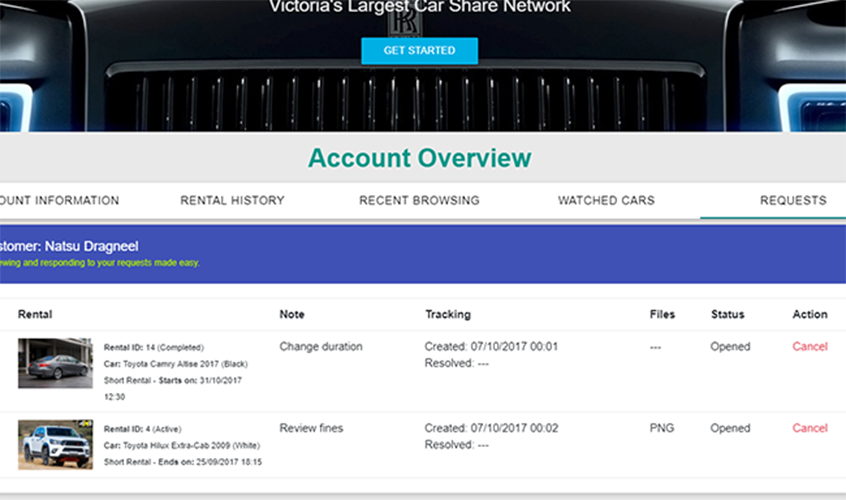 Victoria's Largest Car Share Network
GET STARTED
Account Overview
OUNT INFORMATION RENTAL HISTORY RECENT BROWSING WATCHED CARS REQUESTS
stomer: Natsu Dragneel
ewing and responding to your requests made easy.
Rental Note Tracking Files Status Action
Rental ID: 14 (Completed)
Car: Toyota Camry Altise 2017 (Black)
Short Rental - Starts on: 31/10/2017
12:30
Change duration
Created: 07/10/2017 00:01
Resolved: ---
---
Opened
Cancel
Rental ID: 4 (Active)
Car: Toyota Hilux Extra-Cab 2009 (White)
Short Rental - Ends on: 25/09/2017 18:15
Review fines
Created: 07/10/2017 00:02
Resolved: ---
PNG
Opened
Cancel